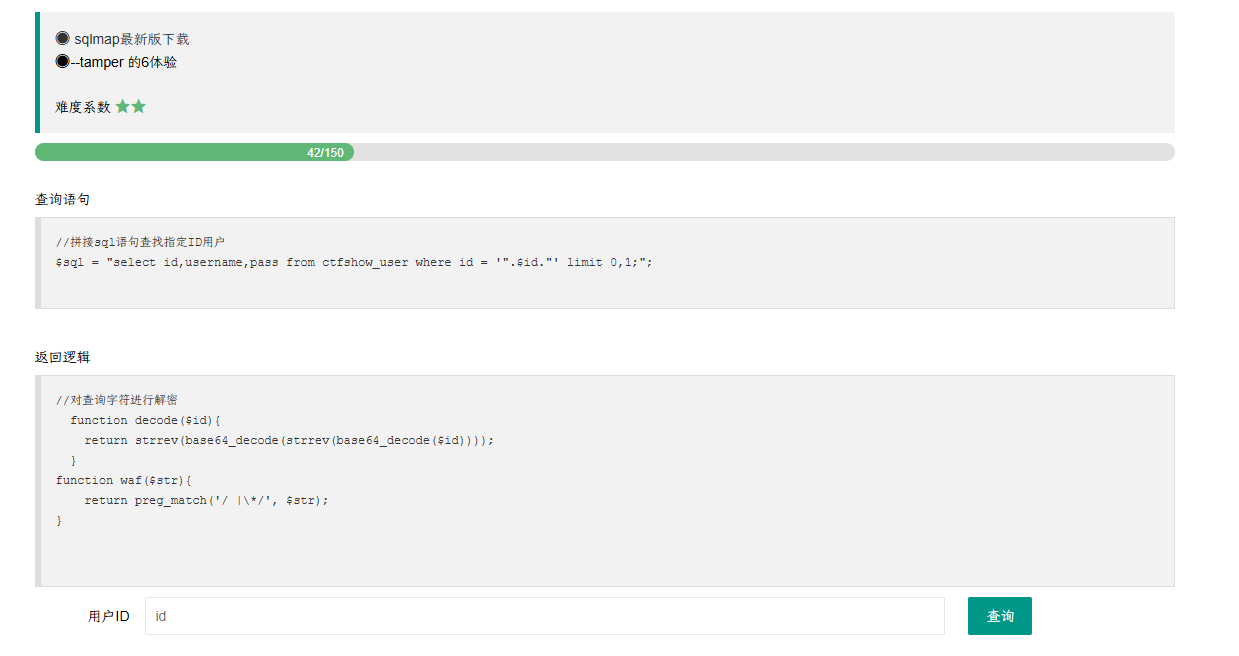 ◉ sqlmap最新版下载
◉--tamper 的6体验
难度系数 ★★
42/150
查询语句
//拼接sql语句查找指定ID用户
$sql = "select id,username,pass from ctfshow_user where id = '".$id."' limit 0,1;";
返回逻辑
//对查询字符进行解密
function decode($id){
return strrev(base64_decode(strrev(base64_decode($id))));
}
function waf($str){
return preg_match('/ |\*/', $str);
}
用户ID
id
查询